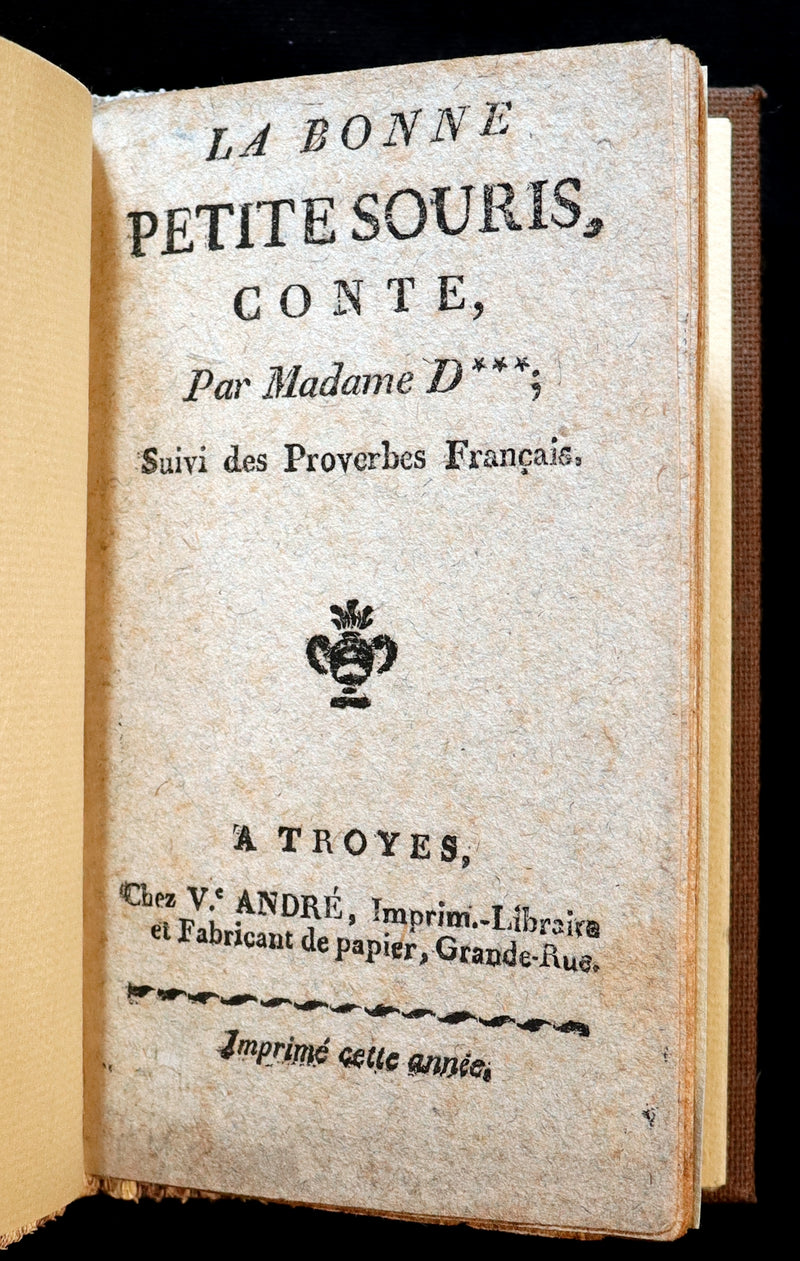 LA BONNE
PETITE SOURIS,
CONTE,
Par Madame D***;
Suivi des Proverbes Français.
A TROYES,
Chez V.e ANDRÉ, Imprim.-Libraire
et Fabricant de papier, Grande-Rue.
Imprimé cette année.